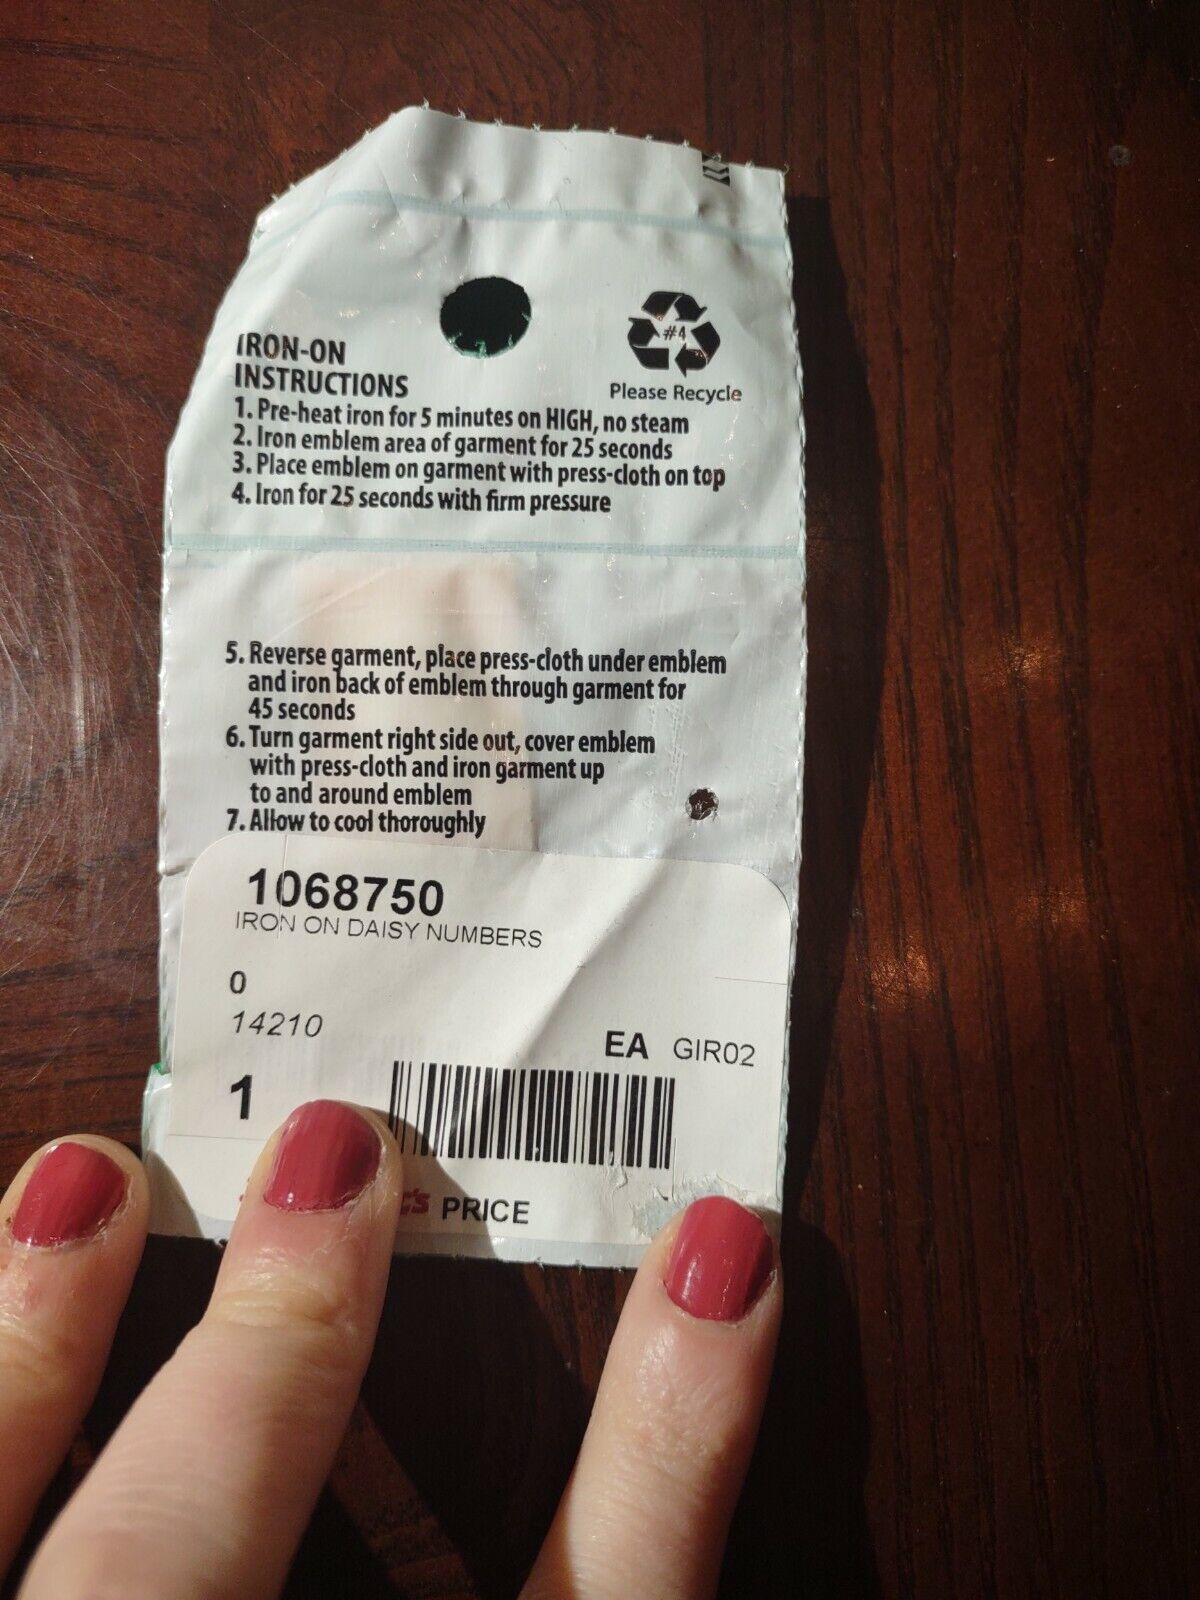 #4
Please Recycle
IRON-ON
INSTRUCTIONS
1. Pre-heat iron for 5 minutes on HIGH, no steam
2. Iron emblem area of garment for 25 seconds
3. Place emblem on garment with press-cloth on top
4. Iron for 25 seconds with firm pressure
5. Reverse garment, place press-cloth under emblem
and iron back of emblem through garment for
45 seconds
6. Turn garment right side out, cover emblem
with press-cloth and iron garment up
to and around emblem
7. Allow to cool thoroughly
1068750
IRON ON DAISY NUMBERS
0
14210
EA GIR02
1
PRICE